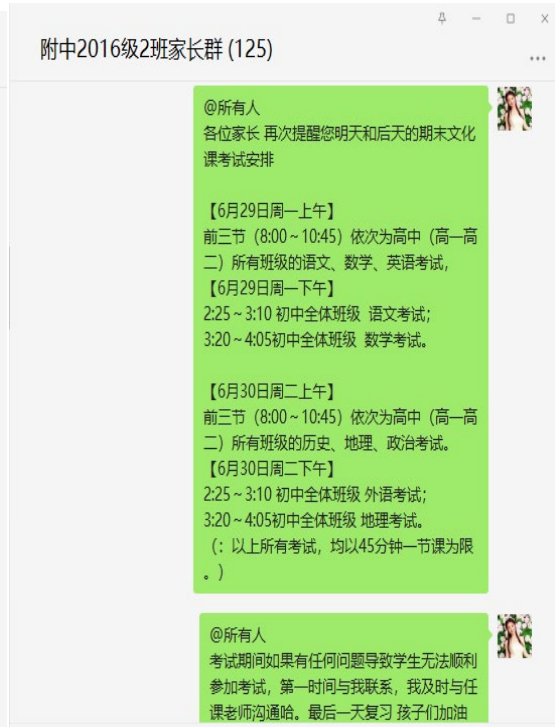 附中2016级2班家长群 (125)
@所有人
各位家长 再次提醒您明天和后天的期末文化
课考试安排
【6月29日周一上午】
前三节（8:00～10:45）依次为高中（高一高
二）所有班级的语文、数学、英语考试，
【6月29日周一下午】
2:25～3:10 初中全体班级  语文考试；
3:20～4:05初中全体班级  数学考试。
【6月30日周二上午】
前三节（8:00～10:45）依次为高中（高一高
二）所有班级的历史、地理、政治考试。
【6月30日周二下午】
2:25～3:10 初中全体班级 外语考试；
3:20～4:05初中全体班级 地理考试。
（：以上所有考试，均以45分钟一节课为限
。）
@所有人
考试期间如果有任何问题导致学生无法顺利
参加考试，第一时间与我联系，我及时与任
课老师沟通哈。最后一天复习 孩子们加油